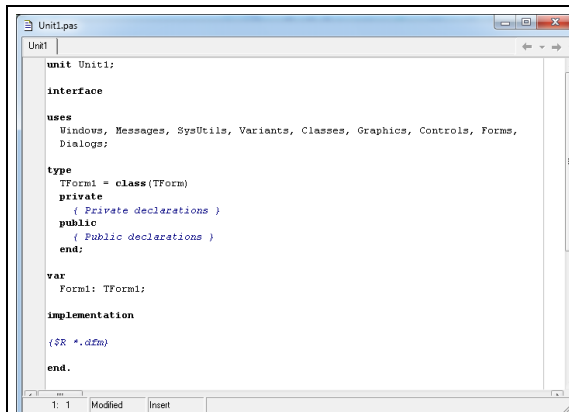 Unit1.pas
Unit1
unit Unit1;
interface
uses
Windows, Messages, SysUtils, Variants, Classes, Graphics, Controls, Forms,
Dialogs;
type
TForm1 = class(TForm)
private
{ Private declarations }
public
{ Public declarations }
end;
var
Form1: TForm1;
implementation
{$R *.dfm}
end.
1: 1 Modified Insert